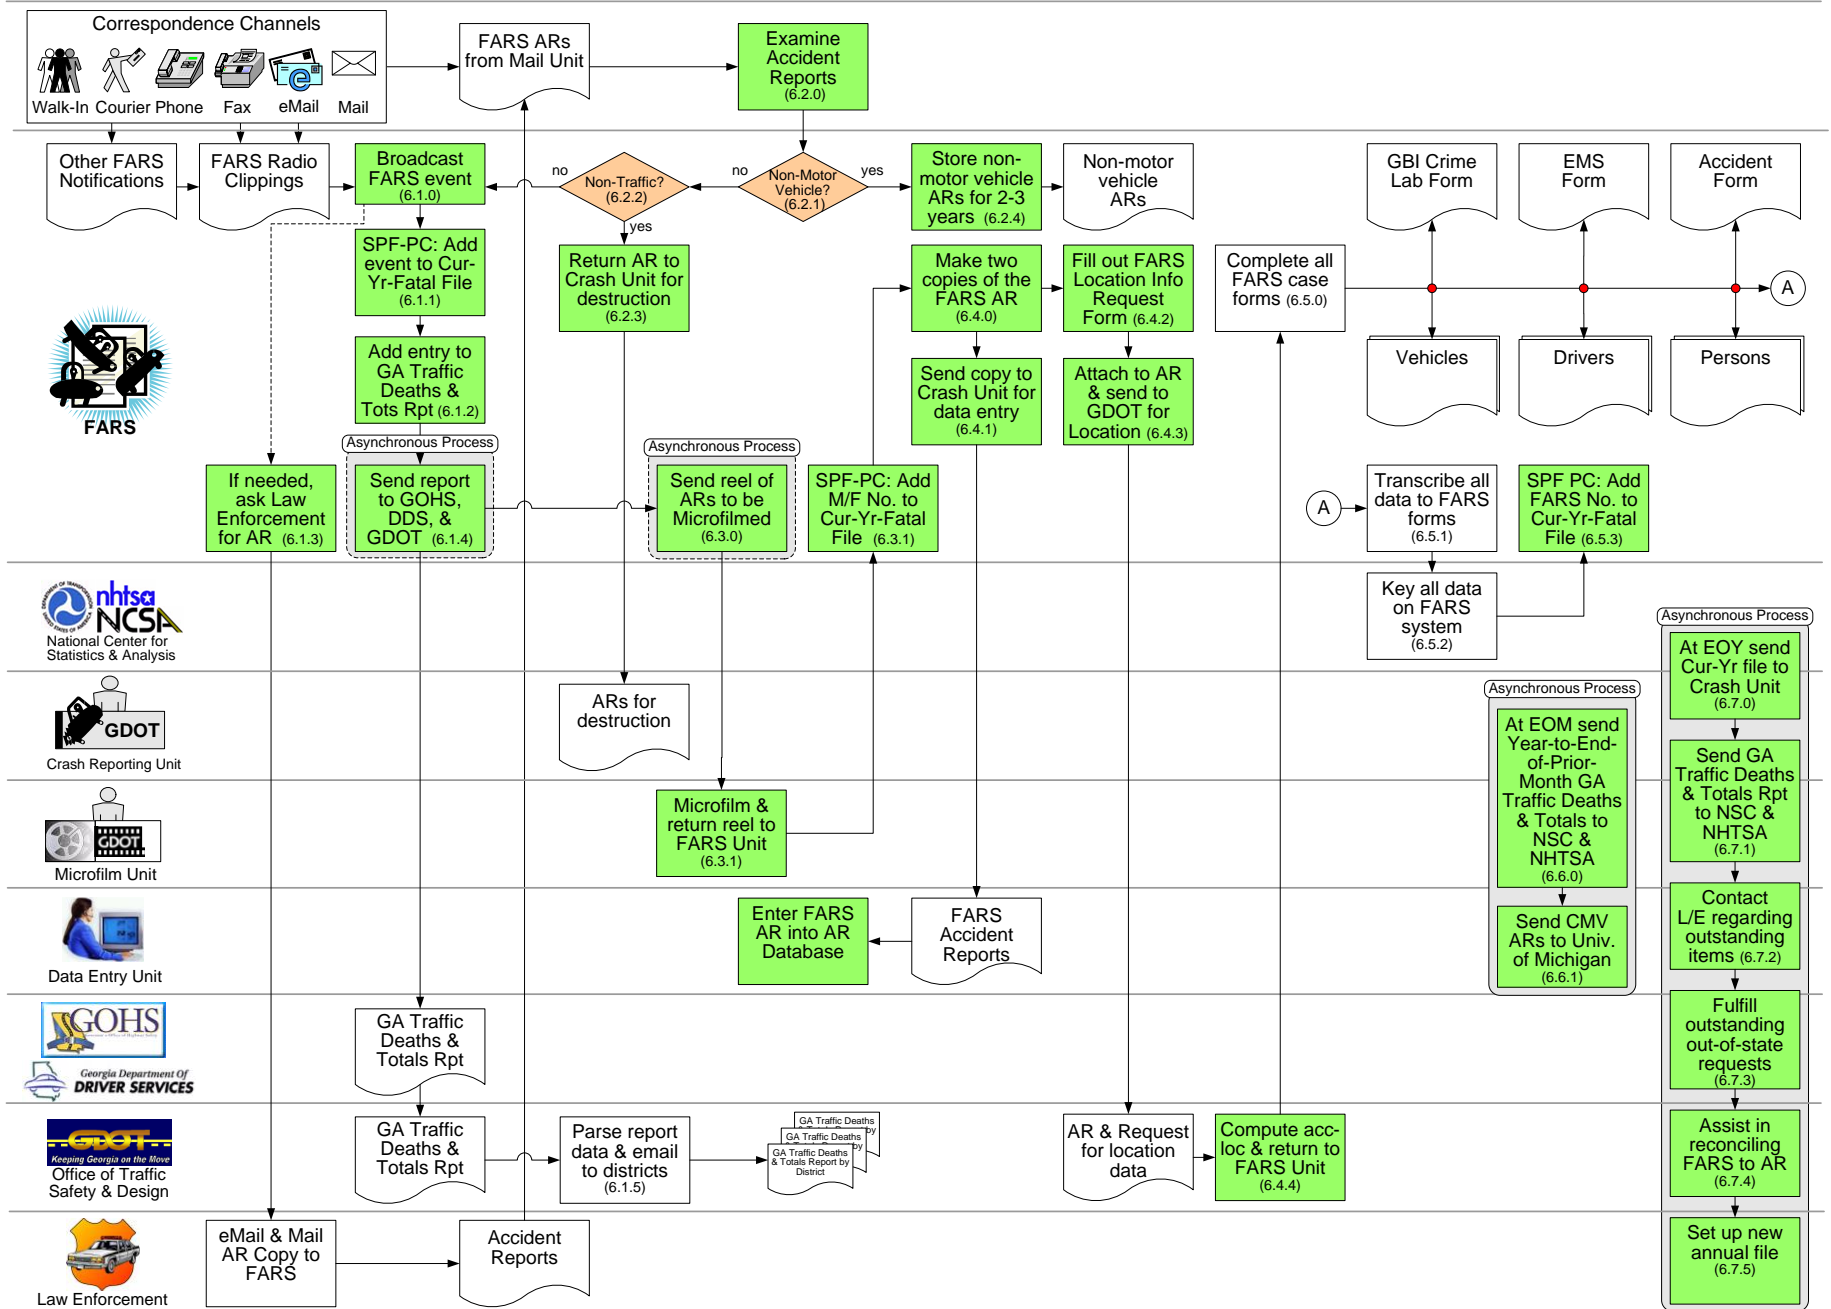 Correspondence Channels
Walk-In
Courier
Phone
Fax
eMail
Mail
FARS ARs
from Mail Unit
Examine
Accident
Reports
(6.2.0)
Other FARS
Notifications
FARS Radio
Clippings
Broadcast
FARS event
(6.1.0)
no
Non-Traffic?
(6.2.2)
yes
no
Non-Motor
Vehicle?
(6.2.1)
yes
Store non-
motor vehicle
ARs for 2-3
years (6.2.4)
Non-motor
vehicle
ARs
GBI Crime
Lab Form
EMS
Form
Accident
Form
SPF-PC: Add
event to Cur-
Yr-Fatal File
(6.1.1)
Return AR to
Crash Unit for
destruction
(6.2.3)
Make two
copies of the
FARS AR
(6.4.0)
Fill out FARS
Location Info
Request
Form (6.4.2)
Complete all
FARS case
forms (6.5.0)
A
FARS
Add entry to
GA Traffic
Deaths &
Tots Rpt (6.1.2)
Send copy to
Crash Unit for
data entry
(6.4.1)
Attach to AR
& send to
GDOT for
Location (6.4.3)
Vehicles
Drivers
Persons
If needed,
ask Law
Enforcement
for AR (6.1.3)
Asynchronous Process
Send report
to GOHS,
DDS, &
GDOT (6.1.4)
Asynchronous Process
Send reel of
ARs to be
Microfilmed
(6.3.0)
SPF-PC: Add
M/F No. to
Cur-Yr-Fatal
File (6.3.1)
A
Transcribe all
data to FARS
forms
(6.5.1)
SPF PC: Add
FARS No. to
Cur-Yr-Fatal
File (6.5.3)
nhtsa
NCSA
National Center for
Statistics & Analysis
Key all data
on FARS
system
(6.5.2)
Asynchronous Process
At EOY send
Cur-Yr file to
Crash Unit
(6.7.0)
GDOT
Crash Reporting Unit
ARs for
destruction
Asynchronous Process
At EOM send
Year-to-End-
of-Prior-
Month GA
Traffic Deaths
& Totals to
NSC &
NHTSA
(6.6.0)
Send GA
Traffic Deaths
& Totals Rpt
to NSC &
NHTSA
(6.7.1)
GDOT
Microfilm Unit
Microfilm &
return reel to
FARS Unit
(6.3.1)
Data Entry Unit
Enter FARS
AR into AR
Database
FARS
Accident
Reports
Send CMV
ARs to Univ.
of Michigan
(6.6.1)
Contact
L/E regarding
outstanding
items (6.7.2)
GOHS
Georgia Department Of
DRIVER SERVICES
GA Traffic
Deaths &
Totals Rpt
Fulfill
outstanding
out-of-state
requests
(6.7.3)
GDOT
Keeping Georgia on the Move
Office of Traffic
Safety & Design
GA Traffic
Deaths &
Totals Rpt
Parse report
data & email
to districts
(6.1.5)
GA Traffic Deaths
by
GA Traffic Deaths
by
GA Traffic Deaths
& Totals Report by
District
AR & Request
for location
data
Compute acc-
loc & return to
FARS Unit
(6.4.4)
Assist in
reconciling
FARS to AR
(6.7.4)
Law Enforcement
eMail & Mail
AR Copy to
FARS
Accident
Reports
Set up new
annual file
(6.7.5)